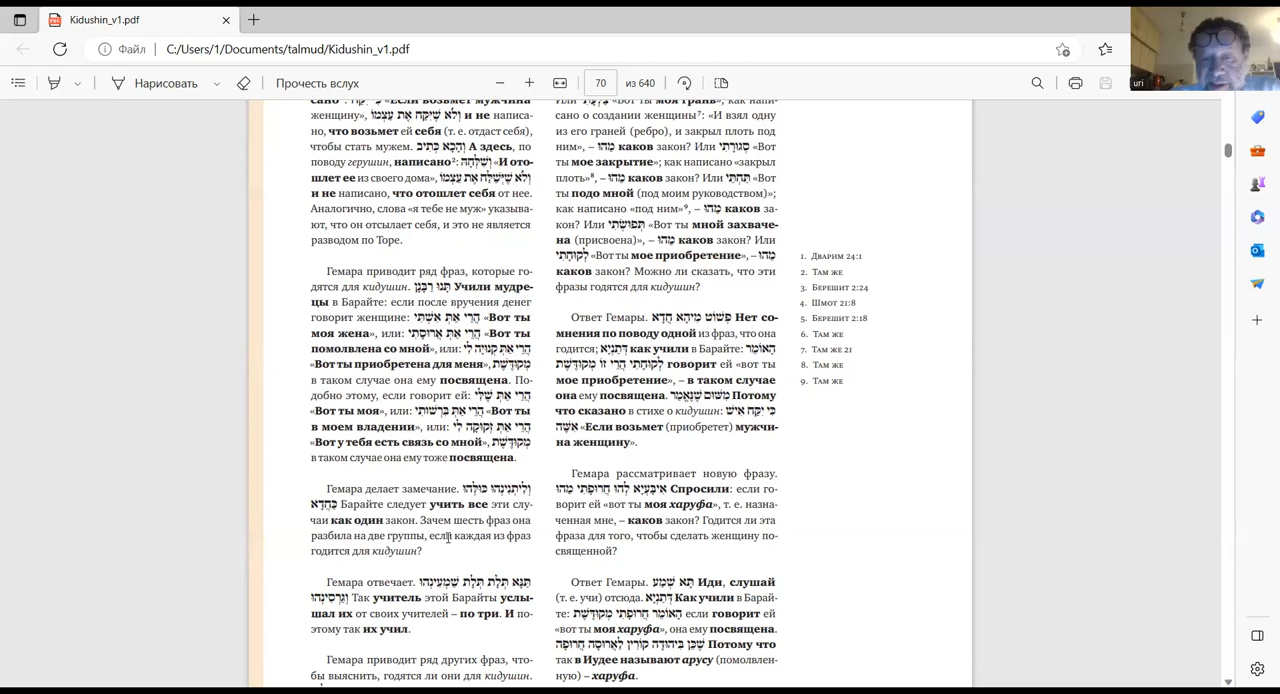 Kidushin_v1.pdf
Файл
C:/Users/1/Documents/talmud/Kidushin_v1.pdf
uri
Нарисовать
Прочесть вслух
70
из 640
сано¹: כִּי יִקַּח «Если возьмет мужчина
женщину», וְלֹא שֶׁיִּקַּח אֶת עַצְמוֹ и не написа-
но, что возьмет ей себя (т. е. отдаст себя),
чтобы стать мужем. וְהָכָא כְּתִיב А здесь, по
поводу герушин, написано²: וְשִׁלְּחָהּ «И ото-
шлет ее из своего дома», וְלֹא שֶׁיְּשַׁלַּח אֶת עַצְמוֹ
и не написано, что отошлет себя от нее.
Аналогично, слова «я тебе не муж» указыва-
ют, что он отсылает себя, и это не является
разводом по Торе.
Гемара приводит ряд фраз, которые го-
дятся для кидушин. תָּנוּ רַבָּנַן Учили мудре-
цы в Барайте: если после вручения денег
говорит женщине: הֲרֵי אַתְּ אִשְׁתִּי «Вот ты
моя жена», или: הֲרֵי אַתְּ אֲרוּסָתִי «Вот ты
помолвлена со мной», или: הֲרֵי אַתְּ קְנוּיָה לִי
«Вот ты приобретена для меня», מְקוּדֶּשֶׁת
в таком случае она ему посвящена. По-
добно этому, если говорит ей: הֲרֵי אַתְּ שֶׁלִּי
«Вот ты моя», или: הֲרֵי אַתְּ בִּרְשׁוּתִי «Вот ты
в моем владении», или: הֲרֵי אַתְּ זְקוּקָה לִי
«Вот у тебя есть связь со мной», מְקוּדֶּשֶׁת
в таком случае она ему тоже посвящена.
Гемара делает замечание. וְלִיתְנִינְהוּ כּוּלְּהוּ
כַּחֲדָא Барайте следует учить все эти слу-
чаи как один закон. Зачем шесть фраз она
разбила на две группы, если каждая из фраз
годится для кидушин?
Гемара отвечает. תַּנָּא תְּלָת תְּלָת שַׁמְעִינְהוּ
וְגַרְסִינְהוּ Так учитель этой Барайты услы-
шал их от своих учителей – по три. И по-
этому так их учил.
Гемара приводит ряд других фраз, что-
бы выяснить, годятся ли они для кидушин.
Или צַלְעָתִי «Вот ты моя грань», как напи-
сано о создании женщины⁷: «И взял одну
из его граней (ребро), и закрыл плоть под
ним», – מַהוּ каков закон? Или סְגוּרָתִי «Вот
ты мое закрытие»; как написано «закрыл
плоть»⁸, – מַהוּ каков закон? Или תַּחְתַּי «Вот
ты подо мной (под моим руководством)»;
как написано «под ним»⁹, – מַהוּ каков за-
кон? Или תְּפוּשָׂתִי «Вот ты мной захваче-
на (присвоена)», – מַהוּ каков закон? Или
לְקוּחָתִי «Вот ты мое приобретение», – מַהוּ
каков закон? Можно ли сказать, что эти
фразы годятся для кидушин?
Ответ Гемары. פְּשׁוֹט מִיהָא חֲדָא Нет со-
мнения по поводу одной из фраз, что она
годится; דְּתַנְיָא как учили в Барайте: הָאוֹמֵר
לְקוּחָתִי הֲרֵי זוֹ מְקוּדֶּשֶׁת говорит ей «вот ты
мое приобретение», – в таком случае
она ему посвящена. מִשּׁוּם שֶׁנֶּאֱמַר Потому
что сказано в стихе о кидушин: כִּי יִקַּח אִישׁ
אִשָּׁה «Если возьмет (приобретет) мужчи-
на женщину».
Гемара рассматривает новую фразу.
אִיבַּעְיָא לְהוּ חֲרוּפָתִי מַהוּ Спросили: если го-
ворит ей «вот ты моя харуфа», т. е. назна-
ченная мне, – каков закон? Годится ли эта
фраза для того, чтобы сделать женщину по-
священной?
Ответ Гемары. תָּא שְׁמַע Иди, слушай
(т. е. учи) отсюда. דְּתַנְיָא Как учили в Барай-
те: הָאוֹמֵר חֲרוּפָתִי מְקוּדֶּשֶׁת если говорит ей
«вот ты моя харуфа», она ему посвящена.
שֶׁכֵּן בִּיהוּדָה קוֹרִין לַאֲרוּסָה חֲרוּפָה Потому что
так в Иудее называют арусу (помолвлен-
ную) – харуфа.
1. Дварим 24:1
2. Там же
3. Берешит 2:24
4. Шмот 21:8
5. Берешит 2:18
6. Там же
7. Там же 21
8. Там же
9. Там же